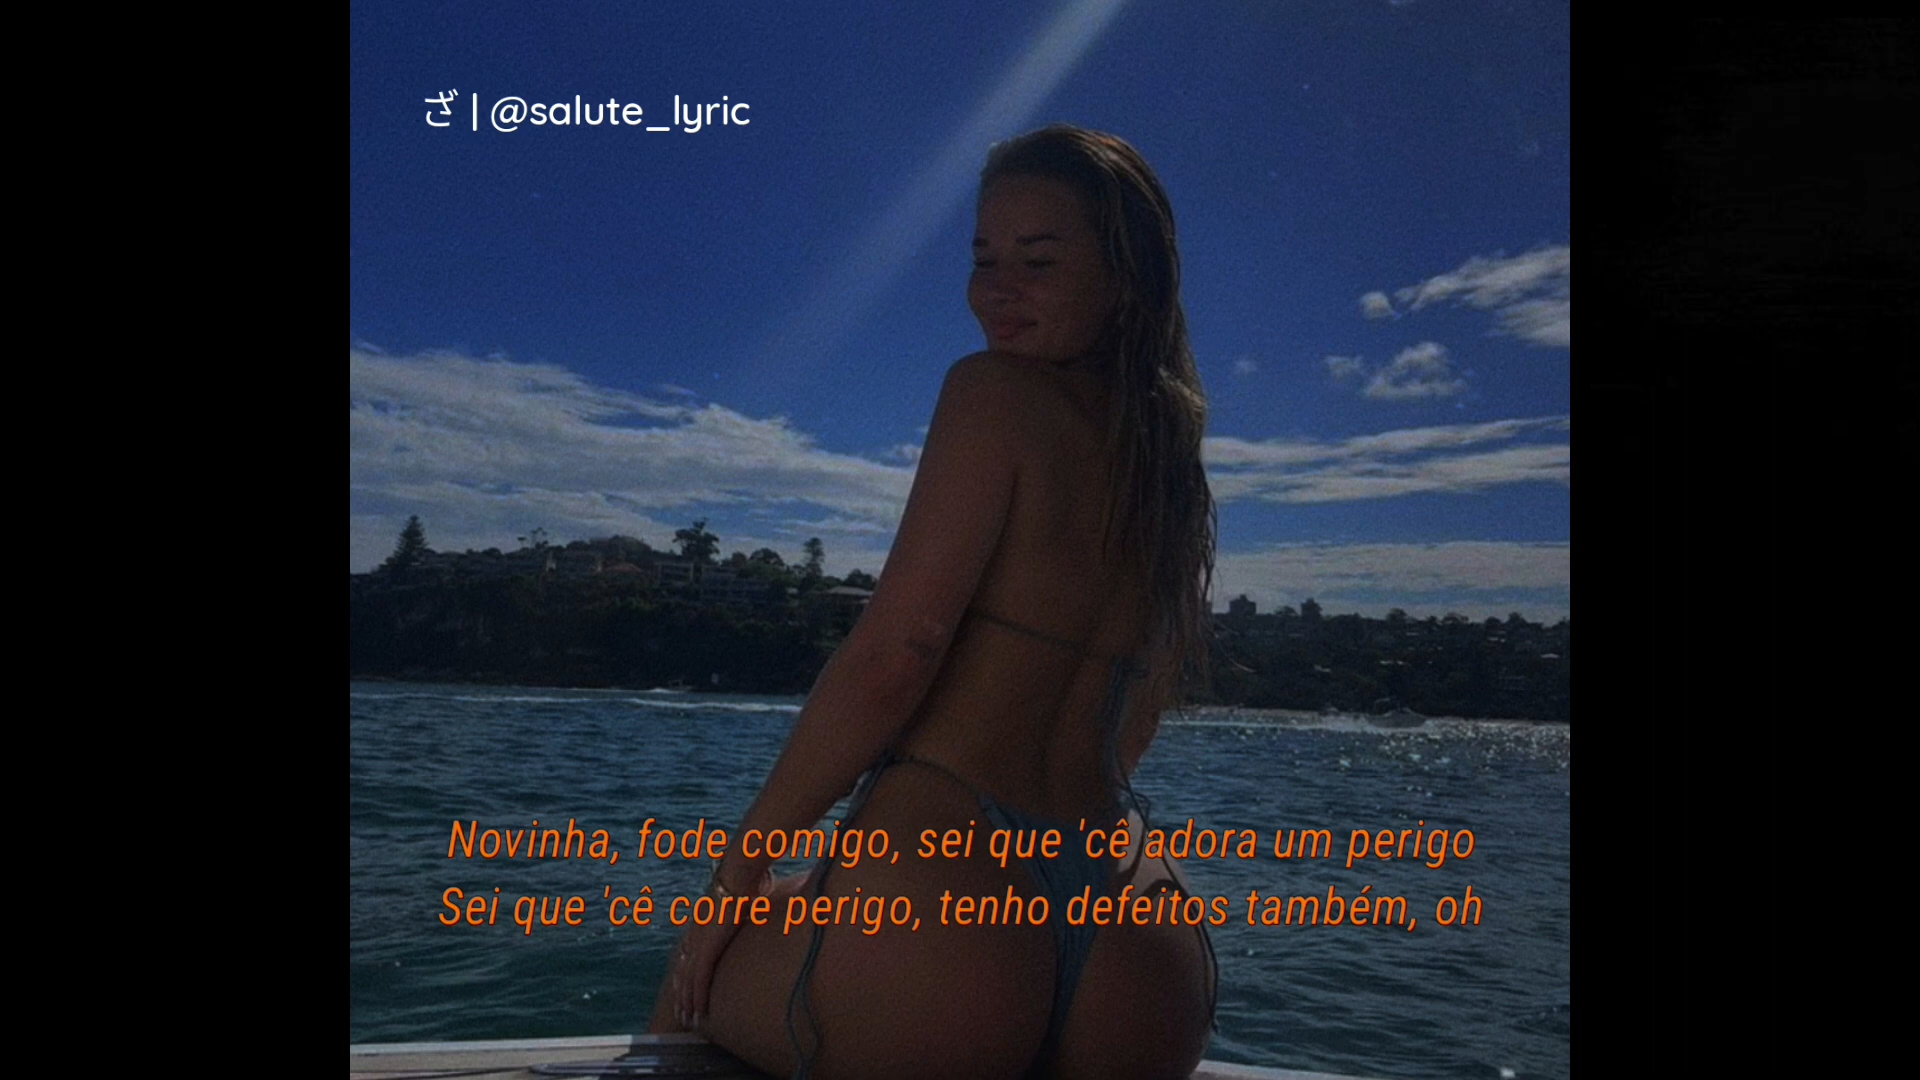 ざ | @salute_lyric
Novinha, fode comigo, sei que 'cê adora um perigo
Sei que 'cê corre perigo, tenho defeitos também, oh